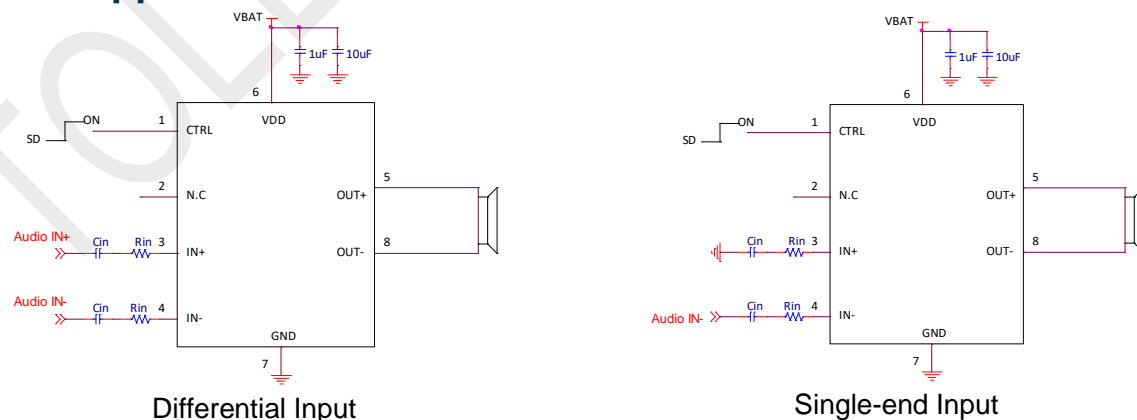 VBAT
1uF
10uF
6
VDD
ON
SD
1
CTRL
2
N.C
OUT+
5
Audio IN+
Cin
Rin
3
IN+
OUT-
8
Audio IN-
Cin
Rin
4
IN-
GND
7
Differential Input
VBAT
1uF
10uF
6
VDD
ON
SD
1
CTRL
2
N.C
OUT+
5
Cin
Rin
3
IN+
OUT-
8
Audio IN-
Cin
Rin
4
IN-
GND
7
Single-end Input